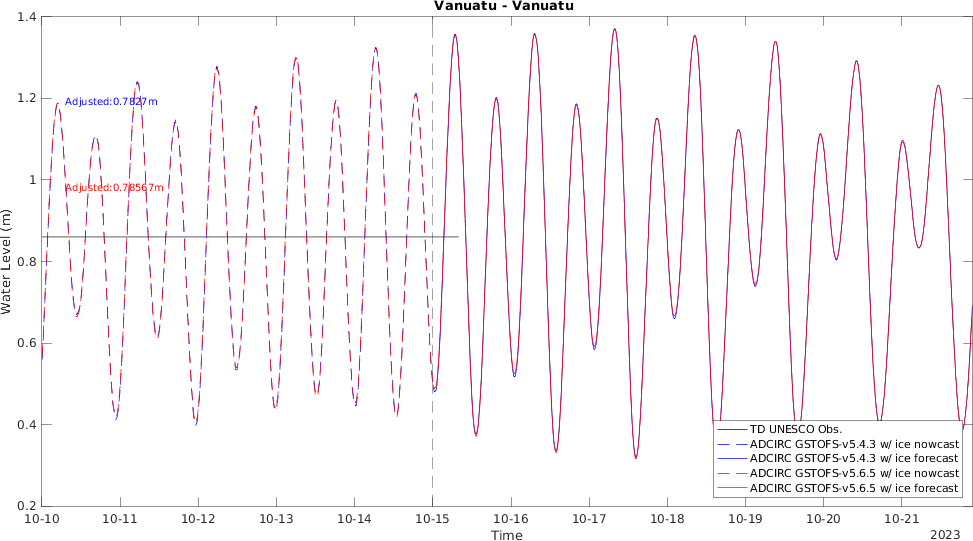 Vanuatu - Vanuatu
1.4
1.2
1
0.8
0.6
0.4
0.2
Water Level (m)
Adjusted:0.7827m
Adjusted:0.78567m
TD UNESCO Obs.
ADCIRC GSTOFS-v5.4.3 w/ ice nowcast
ADCIRC GSTOFS-v5.4.3 w/ ice forecast
ADCIRC GSTOFS-v5.6.5 w/ ice nowcast
ADCIRC GSTOFS-v5.6.5 w/ ice forecast
10-10 10-11 10-12 10-13 10-14 10-15 10-16 10-17 10-18 10-19 10-20 10-21
Time
2023